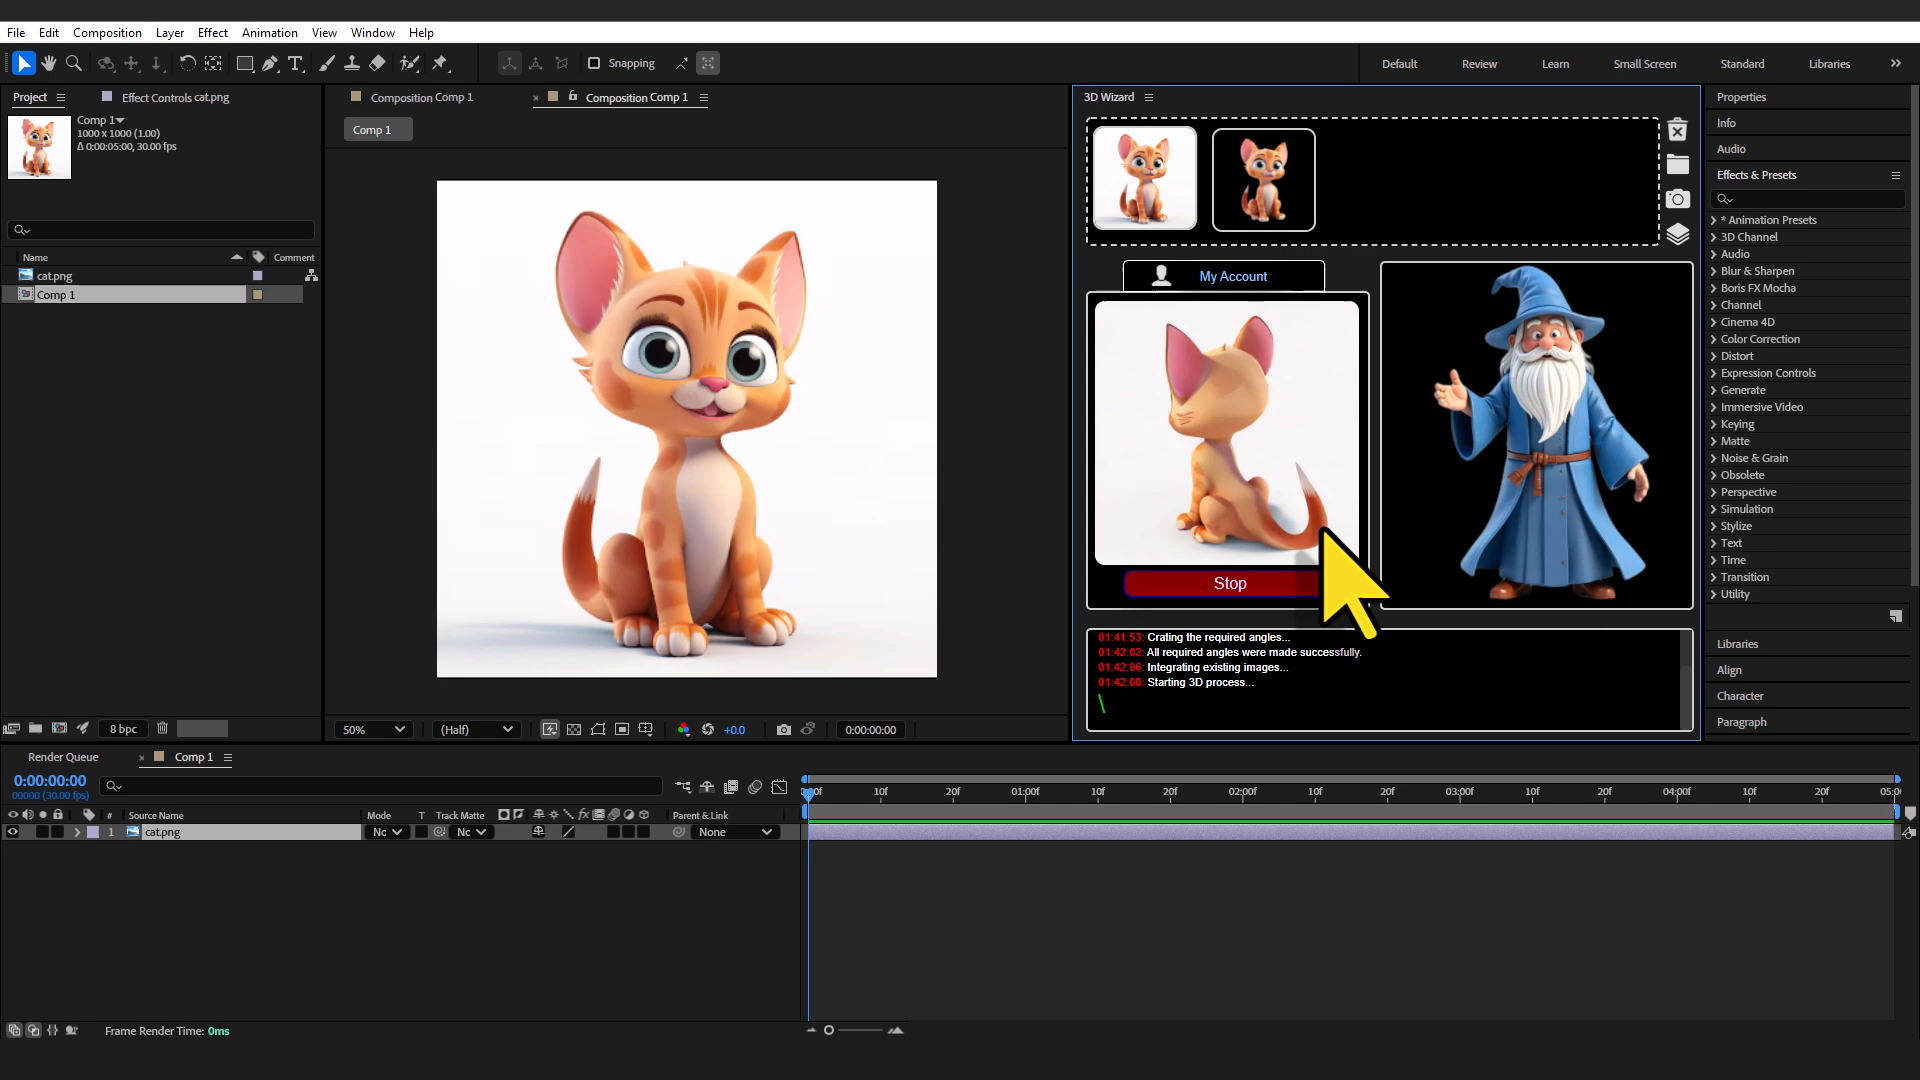 File Edit Composition Layer Effect Animation View Window Help
Snapping
Default Review Learn Small Screen Standard Libraries
Project Effect Controls cat.png
Comp 1
1000 x 1000 (1.00)
Δ 0:00:05:00, 30.00 fps
Name Comment
cat.png
Comp 1
8 bpc
Composition Comp 1 Composition Comp 1
Comp 1
50% (Half) +0.0 0:00:00:00
3D Wizard
My Account
Stop
01:41:53: Crating the required angles...
01:42:02: All required angles were made successfully.
01:42:06: Integrating existing images...
01:42:08: Starting 3D process...
\
Properties
Info
Audio
Effects & Presets
* Animation Presets
3D Channel
Audio
Blur & Sharpen
Boris FX Mocha
Channel
Cinema 4D
Color Correction
Distort
Expression Controls
Generate
Immersive Video
Keying
Matte
Noise & Grain
Obsolete
Perspective
Simulation
Stylize
Text
Time
Transition
Utility
Libraries
Align
Character
Paragraph
Render Queue Comp 1
0:00:00:00
00000 (30.00 fps)
# Source Name Mode T Track Matte fx Parent & Link
1 cat.png None
10f 20f 01:00f 10f 20f 02:00f 10f 20f 03:00f 10f 20f 04:00f 10f 20f
Frame Render Time: 0ms